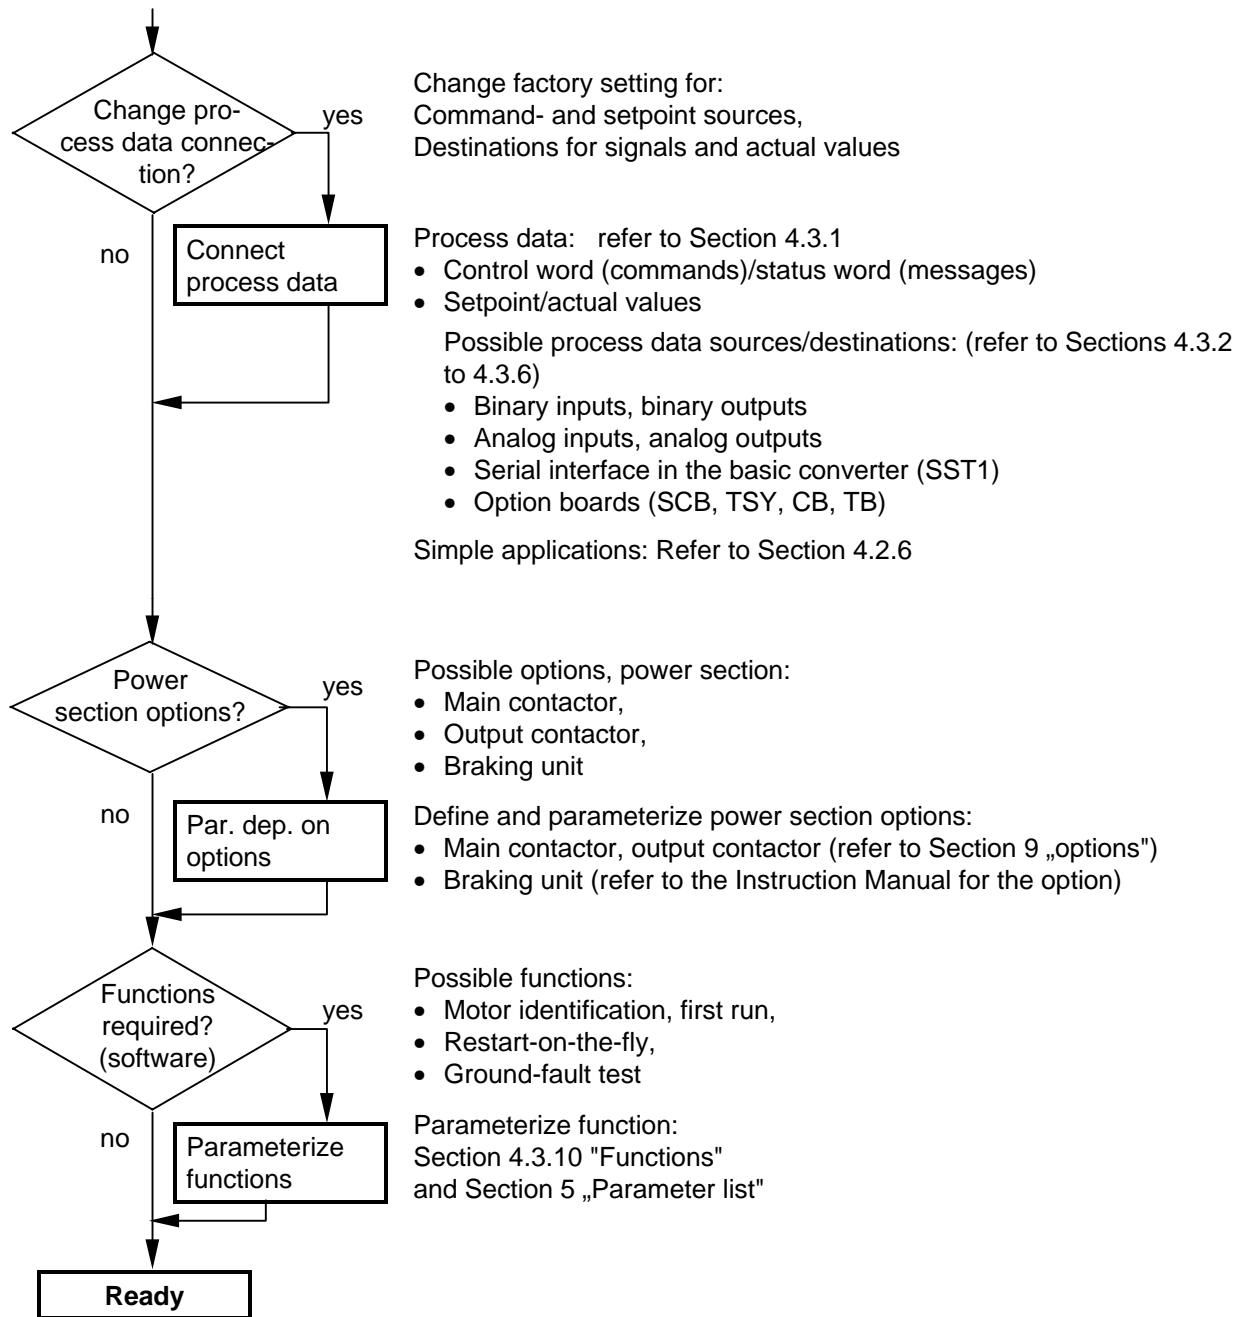 Change pro-
cess data connec-
tion?
yes
no
Change factory setting for:
Command- and setpoint sources,
Destinations for signals and actual values
Connect
process data
Process data: refer to Section 4.3.1
• Control word (commands)/status word (messages)
• Setpoint/actual values
Possible process data sources/destinations: (refer to Sections 4.3.2
to 4.3.6)
• Binary inputs, binary outputs
• Analog inputs, analog outputs
• Serial interface in the basic converter (SST1)
• Option boards (SCB, TSY, CB, TB)
Simple applications: Refer to Section 4.2.6
Power
section options?
yes
no
Possible options, power section:
• Main contactor,
• Output contactor,
• Braking unit
Par. dep. on
options
Define and parameterize power section options:
• Main contactor, output contactor (refer to Section 9 „options")
• Braking unit (refer to the Instruction Manual for the option)
Functions
required?
(software)
yes
no
Possible functions:
• Motor identification, first run,
• Restart-on-the-fly,
• Ground-fault test
Parameterize
functions
Parameterize function:
Section 4.3.10 "Functions"
and Section 5 „Parameter list"
Ready